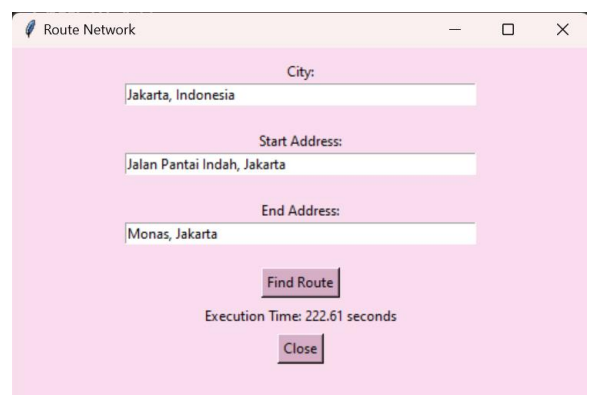 Route Network
City:
Jakarta, Indonesia
Start Address:
Jalan Pantai Indah, Jakarta
End Address:
Monas, Jakarta
Find Route
Execution Time: 222.61 seconds
Close